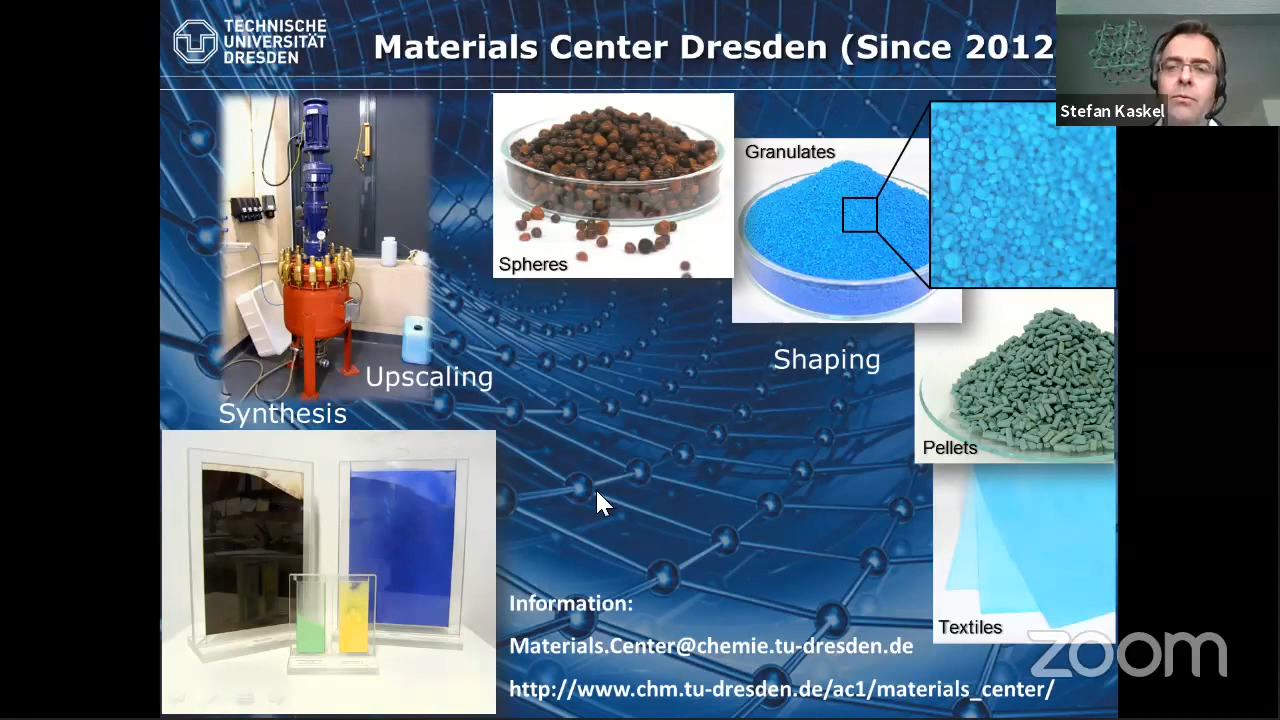 TECHNISCHE
UNIVERSITÄT
DRESDEN
Materials Center Dresden (Since 2012
Stefan Kaskel
Granulates
Spheres
Shaping
Upscaling
Synthesis
Pellets
Information:
Textiles
Materials.Center@chemie.tu-dresden.de
http://www.chm.tu-dresden.de/ac1/materials_center/
zoom